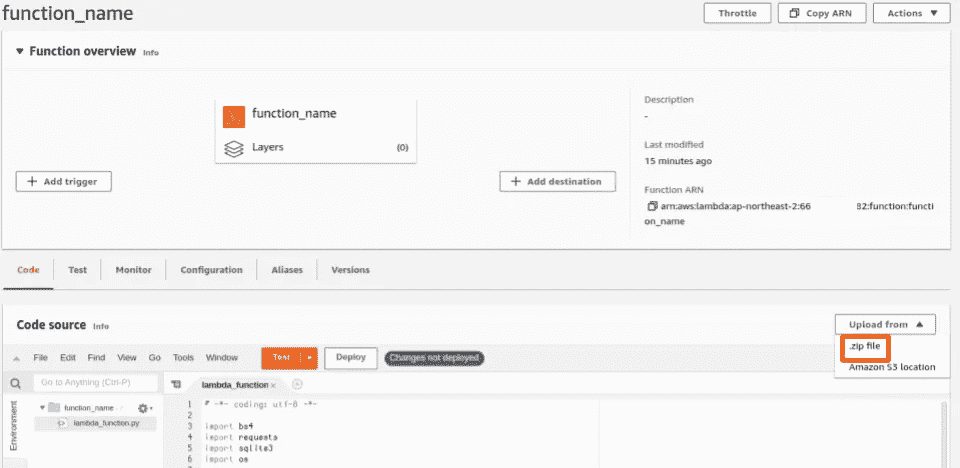 function_name
Throttle
Copy ARN
Actions ▼
▼ Function overview Info
function_name
Layers (0)
+ Add trigger
+ Add destination
Description
-
Last modified
15 minutes ago
Function ARN
arn:aws:lambda:ap-northeast-2:66 82:function:functi
on_name
Code Test Monitor Configuration Aliases Versions
Code source Info
Upload from ▲
.zip file
Amazon S3 location
File Edit Find View Go Tools Window
Test
Deploy
Changes not deployed
Go to Anything (Ctrl-P)
lambda_function ×
Environment
function_name - /
lambda_function.py
1 # -*- coding: utf-8 -*-
2
3 import bs4
4 import requests
5 import sqlite3
6 import os